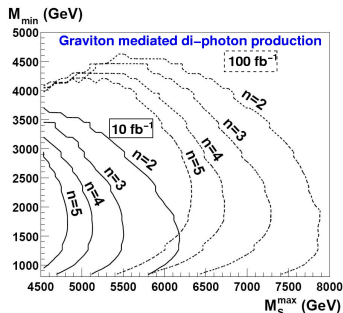 M_min (GeV)
5000
4500
4000
3500
3000
2500
2000
1500
1000
Graviton mediated di-photon production
100 fb⁻¹
10 fb⁻¹
n=2
n=3
n=4
n=5
n=2
n=3
n=4
n=5
4500 5000 5500 6000 6500 7000 7500 8000
M_S^max (GeV)